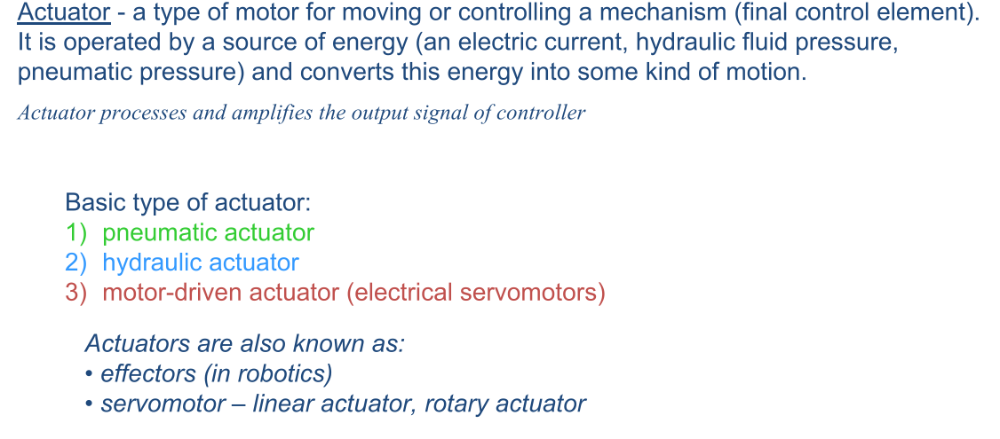 Actuator - a type of motor for moving or controlling a mechanism (final control element).
It is operated by a source of energy (an electric current, hydraulic fluid pressure,
pneumatic pressure) and converts this energy into some kind of motion.
Actuator processes and amplifies the output signal of controller
Basic type of actuator:
1) pneumatic actuator
2) hydraulic actuator
3) motor-driven actuator (electrical servomotors)
Actuators are also known as:
• effectors (in robotics)
• servomotor – linear actuator, rotary actuator